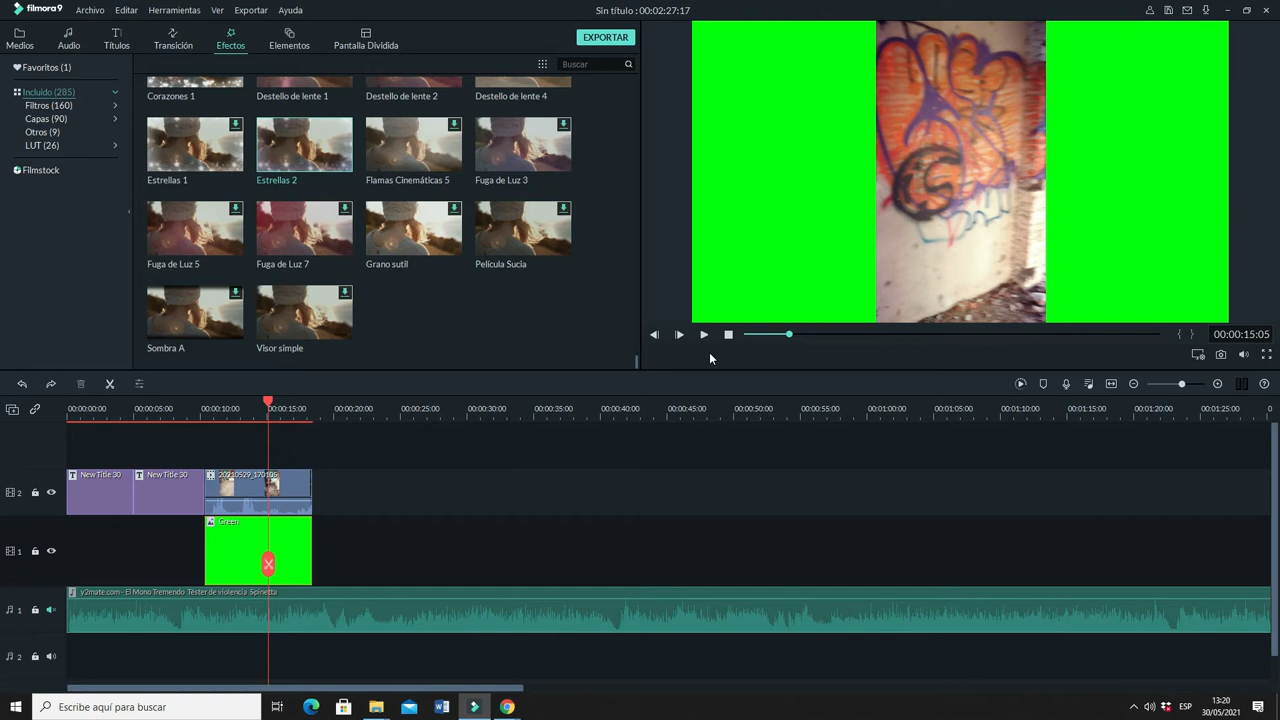 filmora9 Archivo Editar Herramientas Ver Exportar Ayuda Sin título : 00:02:27:17
Medios Audio Títulos Transición Efectos Elementos Pantalla Dividida EXPORTAR
Favoritos (1)
Buscar
Incluido (285)
Filtros (160)
Capas (90)
Otros (9)
LUT (26)
Filmstock
Corazones 1 Destello de lente 1 Destello de lente 2 Destello de lente 4
Estrellas 1 Estrellas 2 Flamas Cinemáticas 5 Fuga de Luz 3
Fuga de Luz 5 Fuga de Luz 7 Grano sutil Película Sucía
Sombra A Visor simple
00:00:15:05
00:00:00:00 00:00:05:00 00:00:10:00 00:00:15:00 00:00:20:00 00:00:25:00 00:00:30:00 00:00:35:00 00:00:40:00 00:00:45:00 00:00:50:00 00:00:55:00 00:01:00:00 00:01:05:00 00:01:10:00 00:01:15:00 00:01:20:00 00:01:25:00 0
T New Title 30 T New Title 30 20210529_170105
2
Green
1
y2mate.com - El Mono Tremendo Téster de violencia Spinetta
1
2
Escribe aquí para buscar
ESP
13:20
30/05/2021